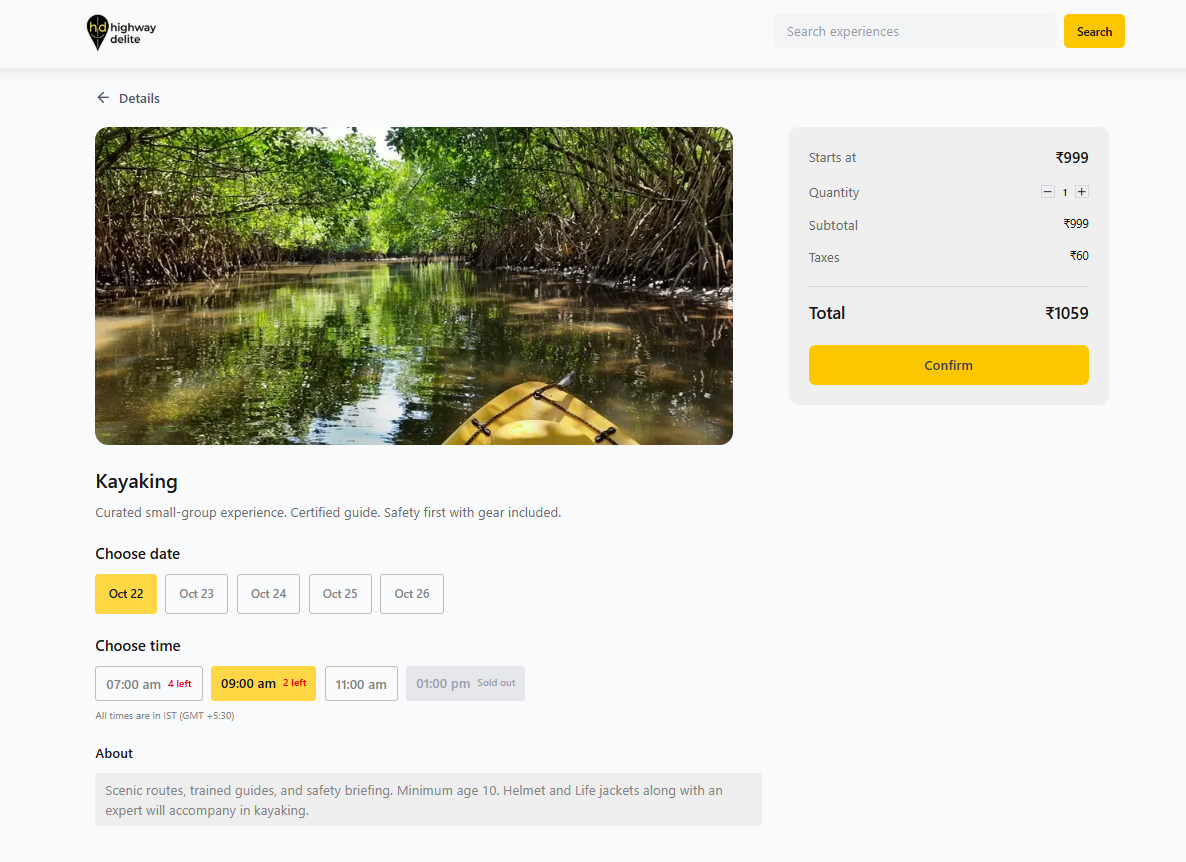 hd highway
delite
Search experiences
Search
Details
Starts at ₹999
Quantity 1
Subtotal ₹999
Taxes ₹60
Total ₹1059
Confirm
Kayaking
Curated small-group experience. Certified guide. Safety first with gear included.
Choose date
Oct 22 Oct 23 Oct 24 Oct 25 Oct 26
Choose time
07:00 am 4 left 09:00 am 2 left 11:00 am 01:00 pm Sold out
All times are in IST (GMT +5:30)
About
Scenic routes, trained guides, and safety briefing. Minimum age 10. Helmet and Life jackets along with an
expert will accompany in kayaking.